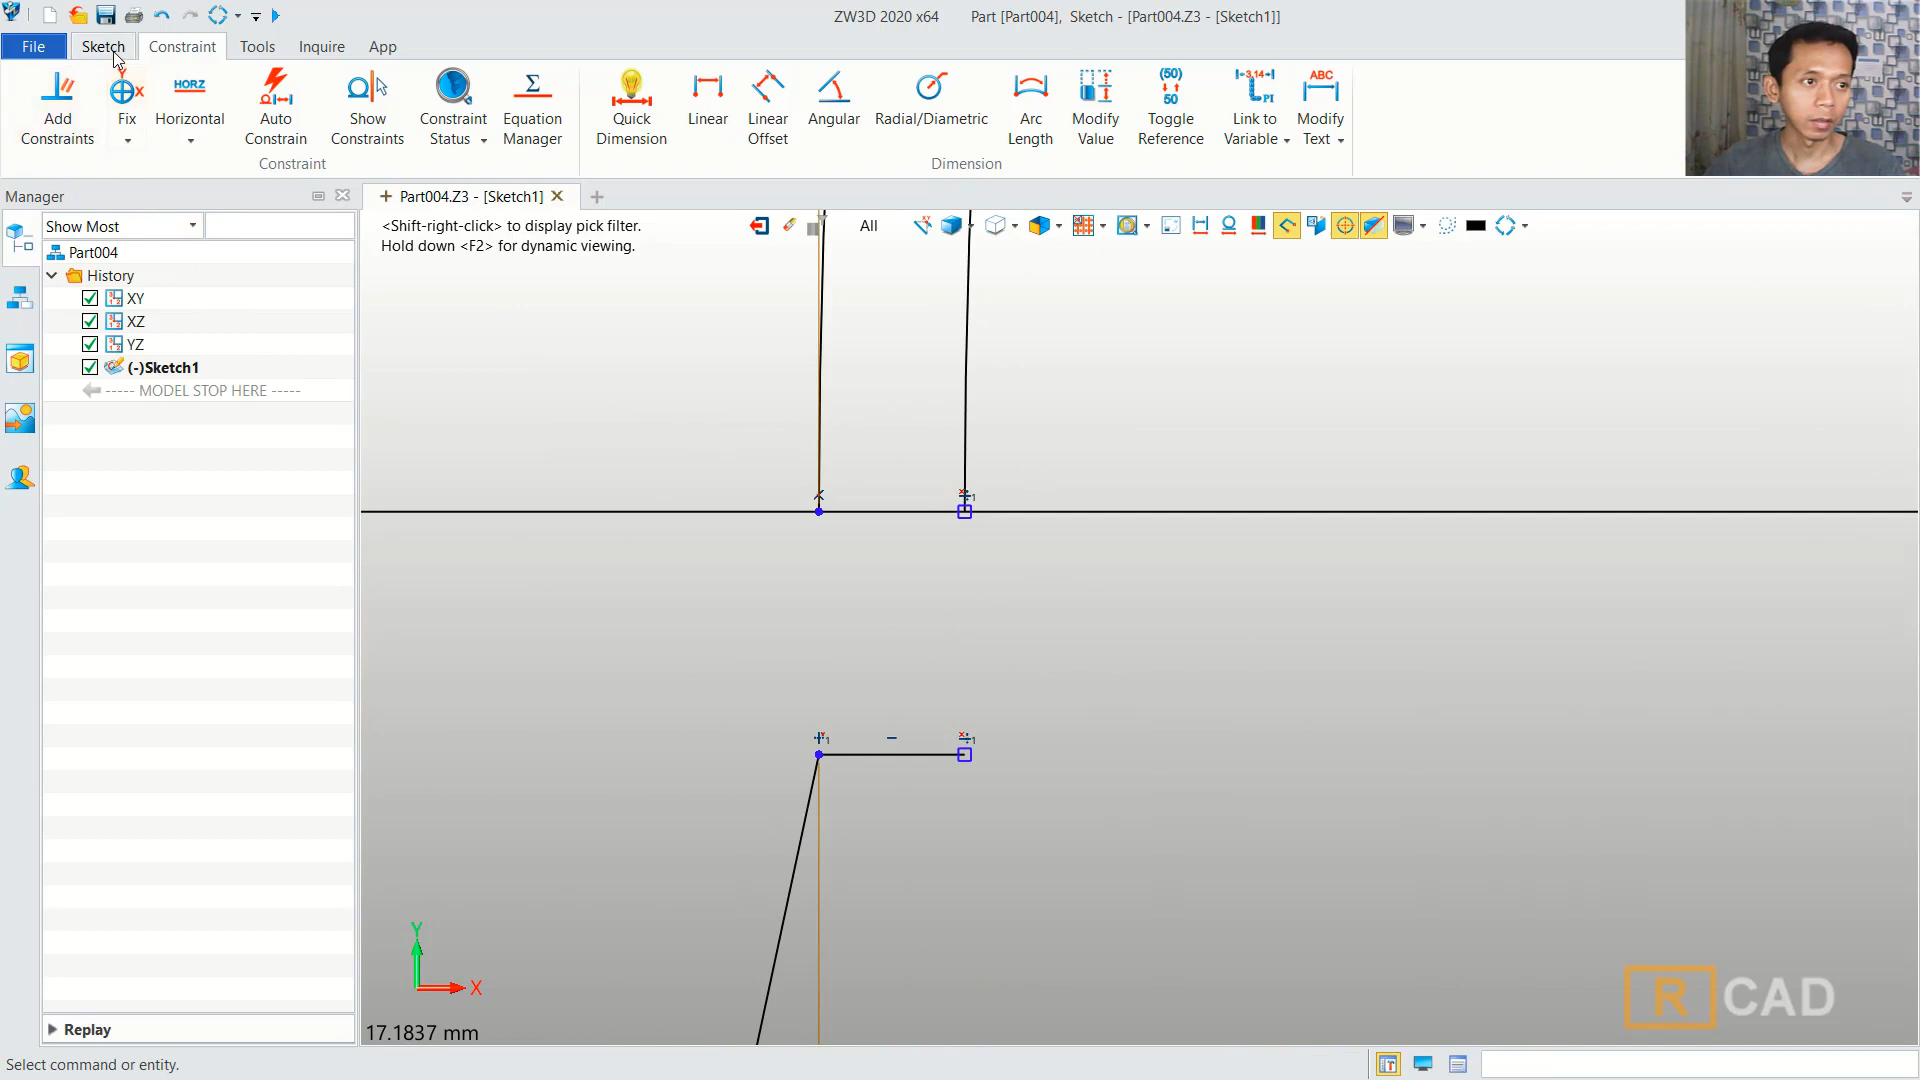 ZW3D 2020 x64 Part [Part004], Sketch - [Part004.Z3 - [Sketch1]]
File Sketch Constraint Tools Inquire App
Add Constraints
Fix
HORZ
Horizontal
Auto Constrain
Show Constraints
Constraint Status
Equation Manager
Quick Dimension
Linear
Linear Offset
Angular
Radial/Diametric
Arc Length
Modify Value
(50)
50
Toggle Reference
3.14
PI
Link to Variable
ABC
Modify Text
Constraint
Dimension
Manager
Part004.Z3 - [Sketch1]
Show Most
<Shift-right-click> to display pick filter.
Hold down <F2> for dynamic viewing.
All
Part004
History
XY
XZ
YZ
(-)Sketch1
----- MODEL STOP HERE -----
Y
X
17.1837 mm
R CAD
Replay
Select command or entity.